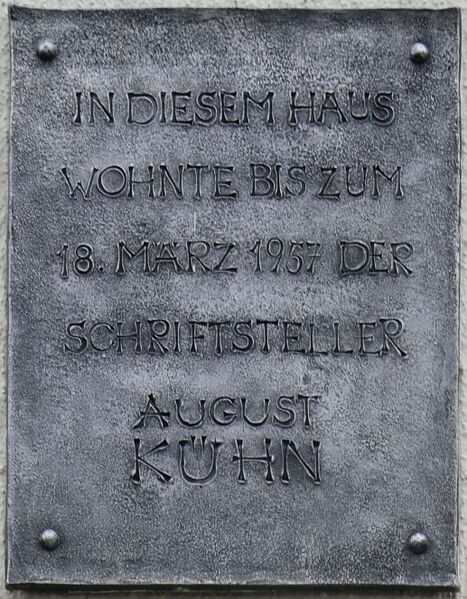 IN DIESEM HAUS
WOHNTE BIS ZUM
18. MÄRZ 1957 DER
SCHRIFTSTELLER
AUGUST
KÜHN